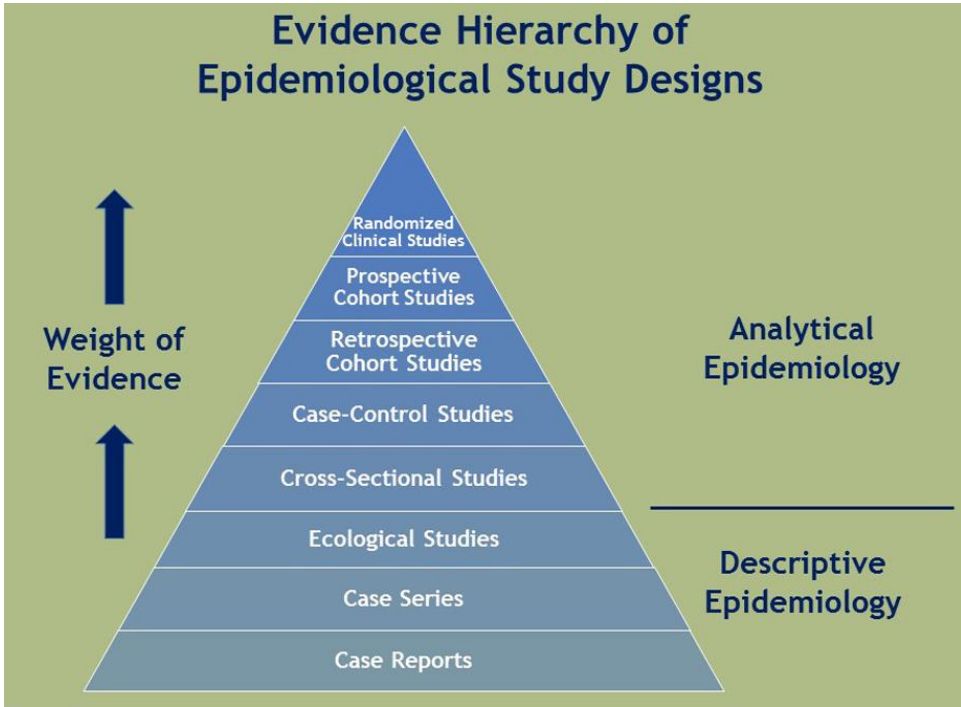 Evidence Hierarchy of
Epidemiological Study Designs
Randomized
Clinical Studies
Prospective
Cohort Studies
Retrospective
Cohort Studies
Case-Control Studies
Cross-Sectional Studies
Ecological Studies
Case Series
Case Reports
Weight of
Evidence
Analytical
Epidemiology
Descriptive
Epidemiology